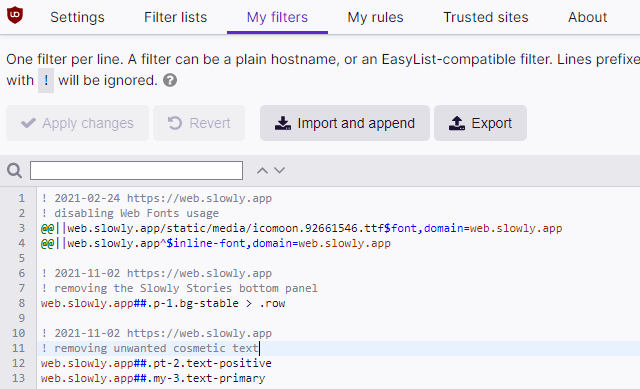 Settings Filter lists My filters My rules Trusted sites About
One filter per line. A filter can be a plain hostname, or an EasyList-compatible filter. Lines prefixe
with ! will be ignored. ?
Apply changes Revert Import and append Export
1 ! 2021-02-24 https://web.slowly.app
2 ! disabling Web Fonts usage
3 @@||web.slowly.app/static/media/icomoon.92661546.ttf$font,domain=web.slowly.app
4 @@||web.slowly.app^$inline-font,domain=web.slowly.app
5
6 ! 2021-11-02 https://web.slowly.app
7 ! removing the Slowly Stories bottom panel
8 web.slowly.app##.p-1.bg-stable > .row
9
10 ! 2021-11-02 https://web.slowly.app
11 ! removing unwanted cosmetic text
12 web.slowly.app##.pt-2.text-positive
13 web.slowly.app##.my-3.text-primary